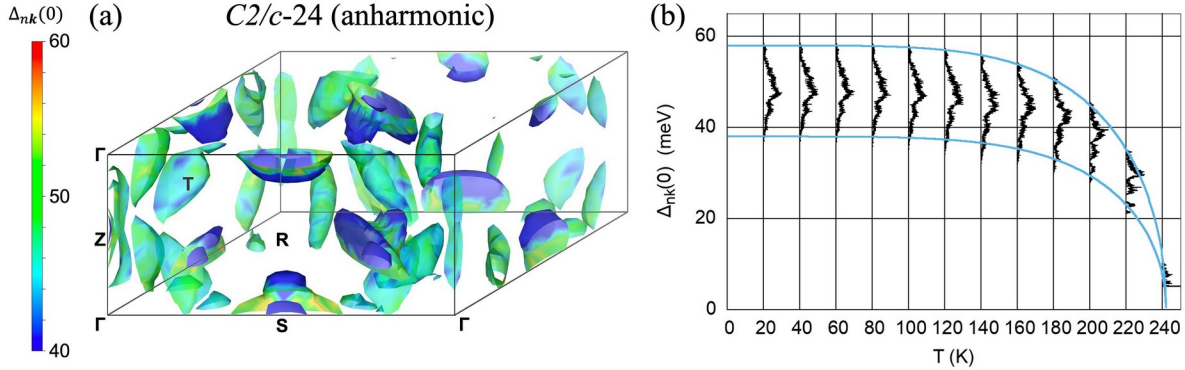 Δnk(0)
60
50
40
(a)
C2/c-24 (anharmonic)
Γ
T
Z
R
Γ
S
Γ
(b)
Δnk(0) (meV)
60
40
20
0
0 20 40 60 80 100 120 140 160 180 200 220 240
T (K)